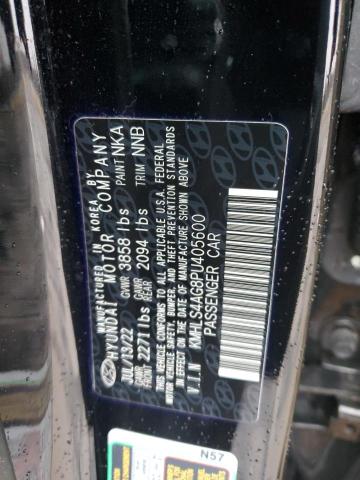 MANUFACTURED IN KOREA BY
HYUNDAI MOTOR COMPANY
JUL/13/22 GVWR 3858 lbs PAINT NKA
GAWR FRONT 2271 lbs GAWR REAR 2094 lbs TRIM NNB
THIS VEHICLE CONFORMS TO ALL APPLICABLE U.S.A. FEDERAL
MOTOR VEHICLE SAFETY, BUMPER, AND THEFT PREVENTION STANDARDS
IN EFFECT ON THE DATE OF MANUFACTURE SHOWN ABOVE
V.I.N KMHLS4AG8PU405600
PASSENGER CAR
N57